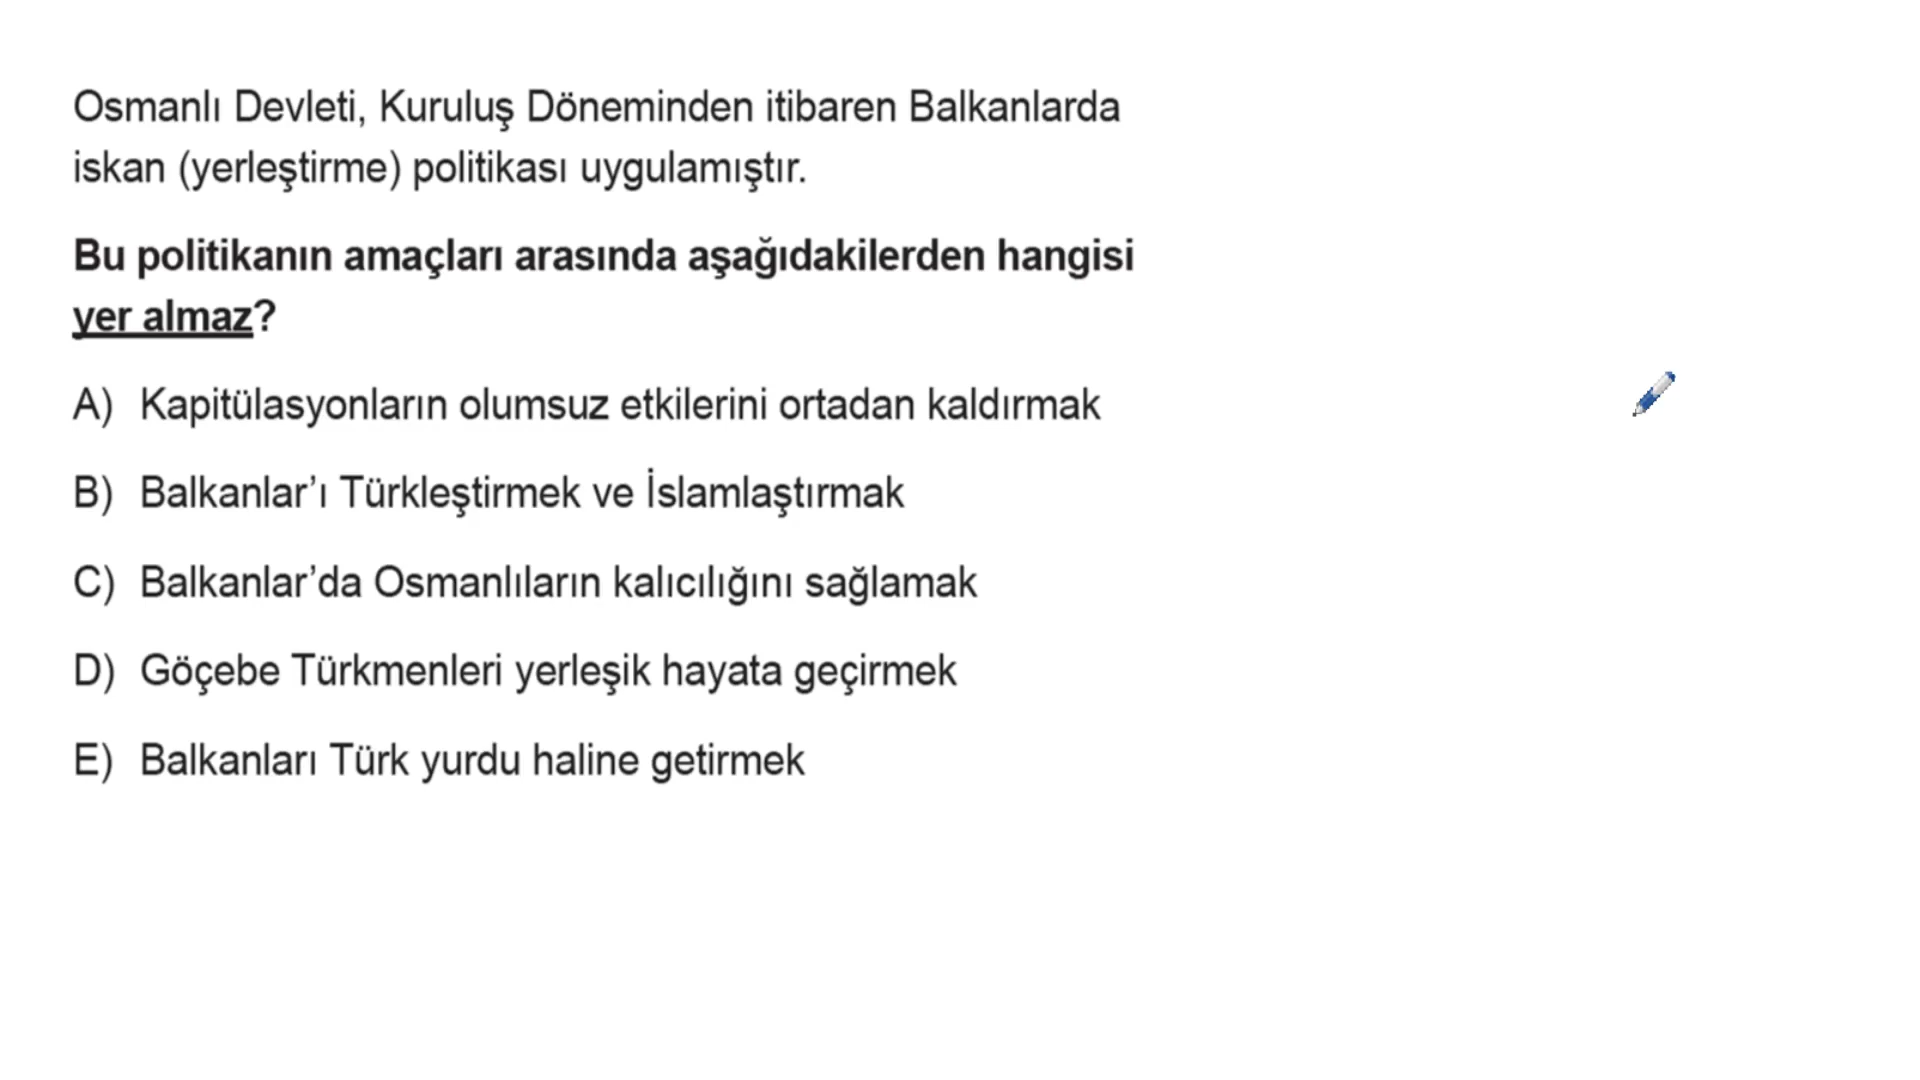 Osmanlı Devleti, Kuruluş Döneminden itibaren Balkanlarda
iskan (yerleştirme) politikası uygulamıştır.
Bu politikanın amaçları arasında aşağıdakilerden hangisi
yer almaz?
A) Kapitülasyonların olumsuz etkilerini ortadan kaldırmak
B) Balkanlar’ı Türkleştirmek ve İslamlaştırmak
C) Balkanlar’da Osmanlıların kalıcılığını sağlamak
D) Göçebe Türkmenleri yerleşik hayata geçirmek
E) Balkanları Türk yurdu haline getirmek